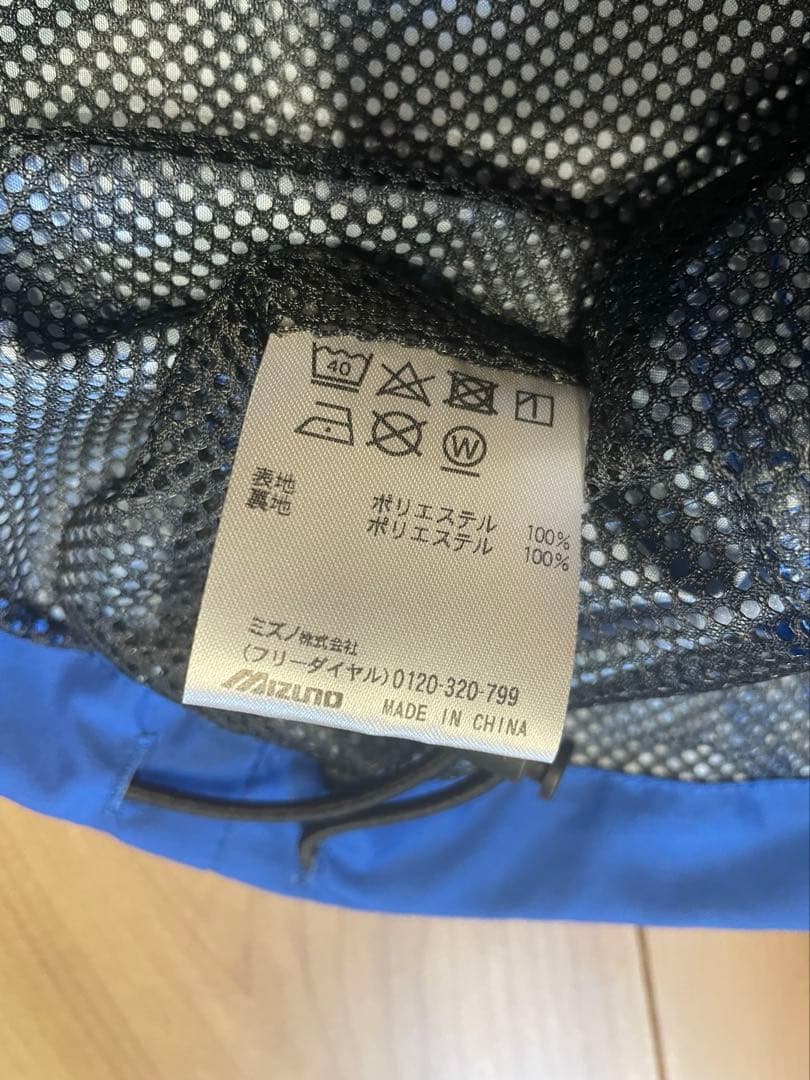 40
W
表地 ポリエステル 100%
裏地 ポリエステル 100%
ミズノ株式会社
(フリーダイヤル)0120-320-799
MIZUNO MADE IN CHINA